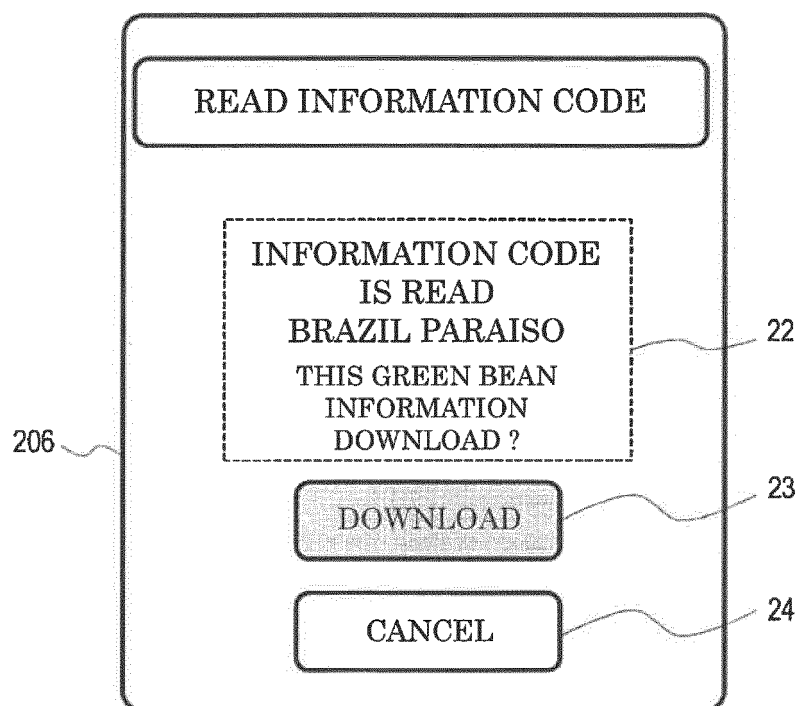 READ INFORMATION CODE
INFORMATION CODE
IS READ
BRAZIL PARAISO
22
THIS GREEN BEAN
INFORMATION
DOWNLOAD ?
206
DOWNLOAD
23
CANCEL
24